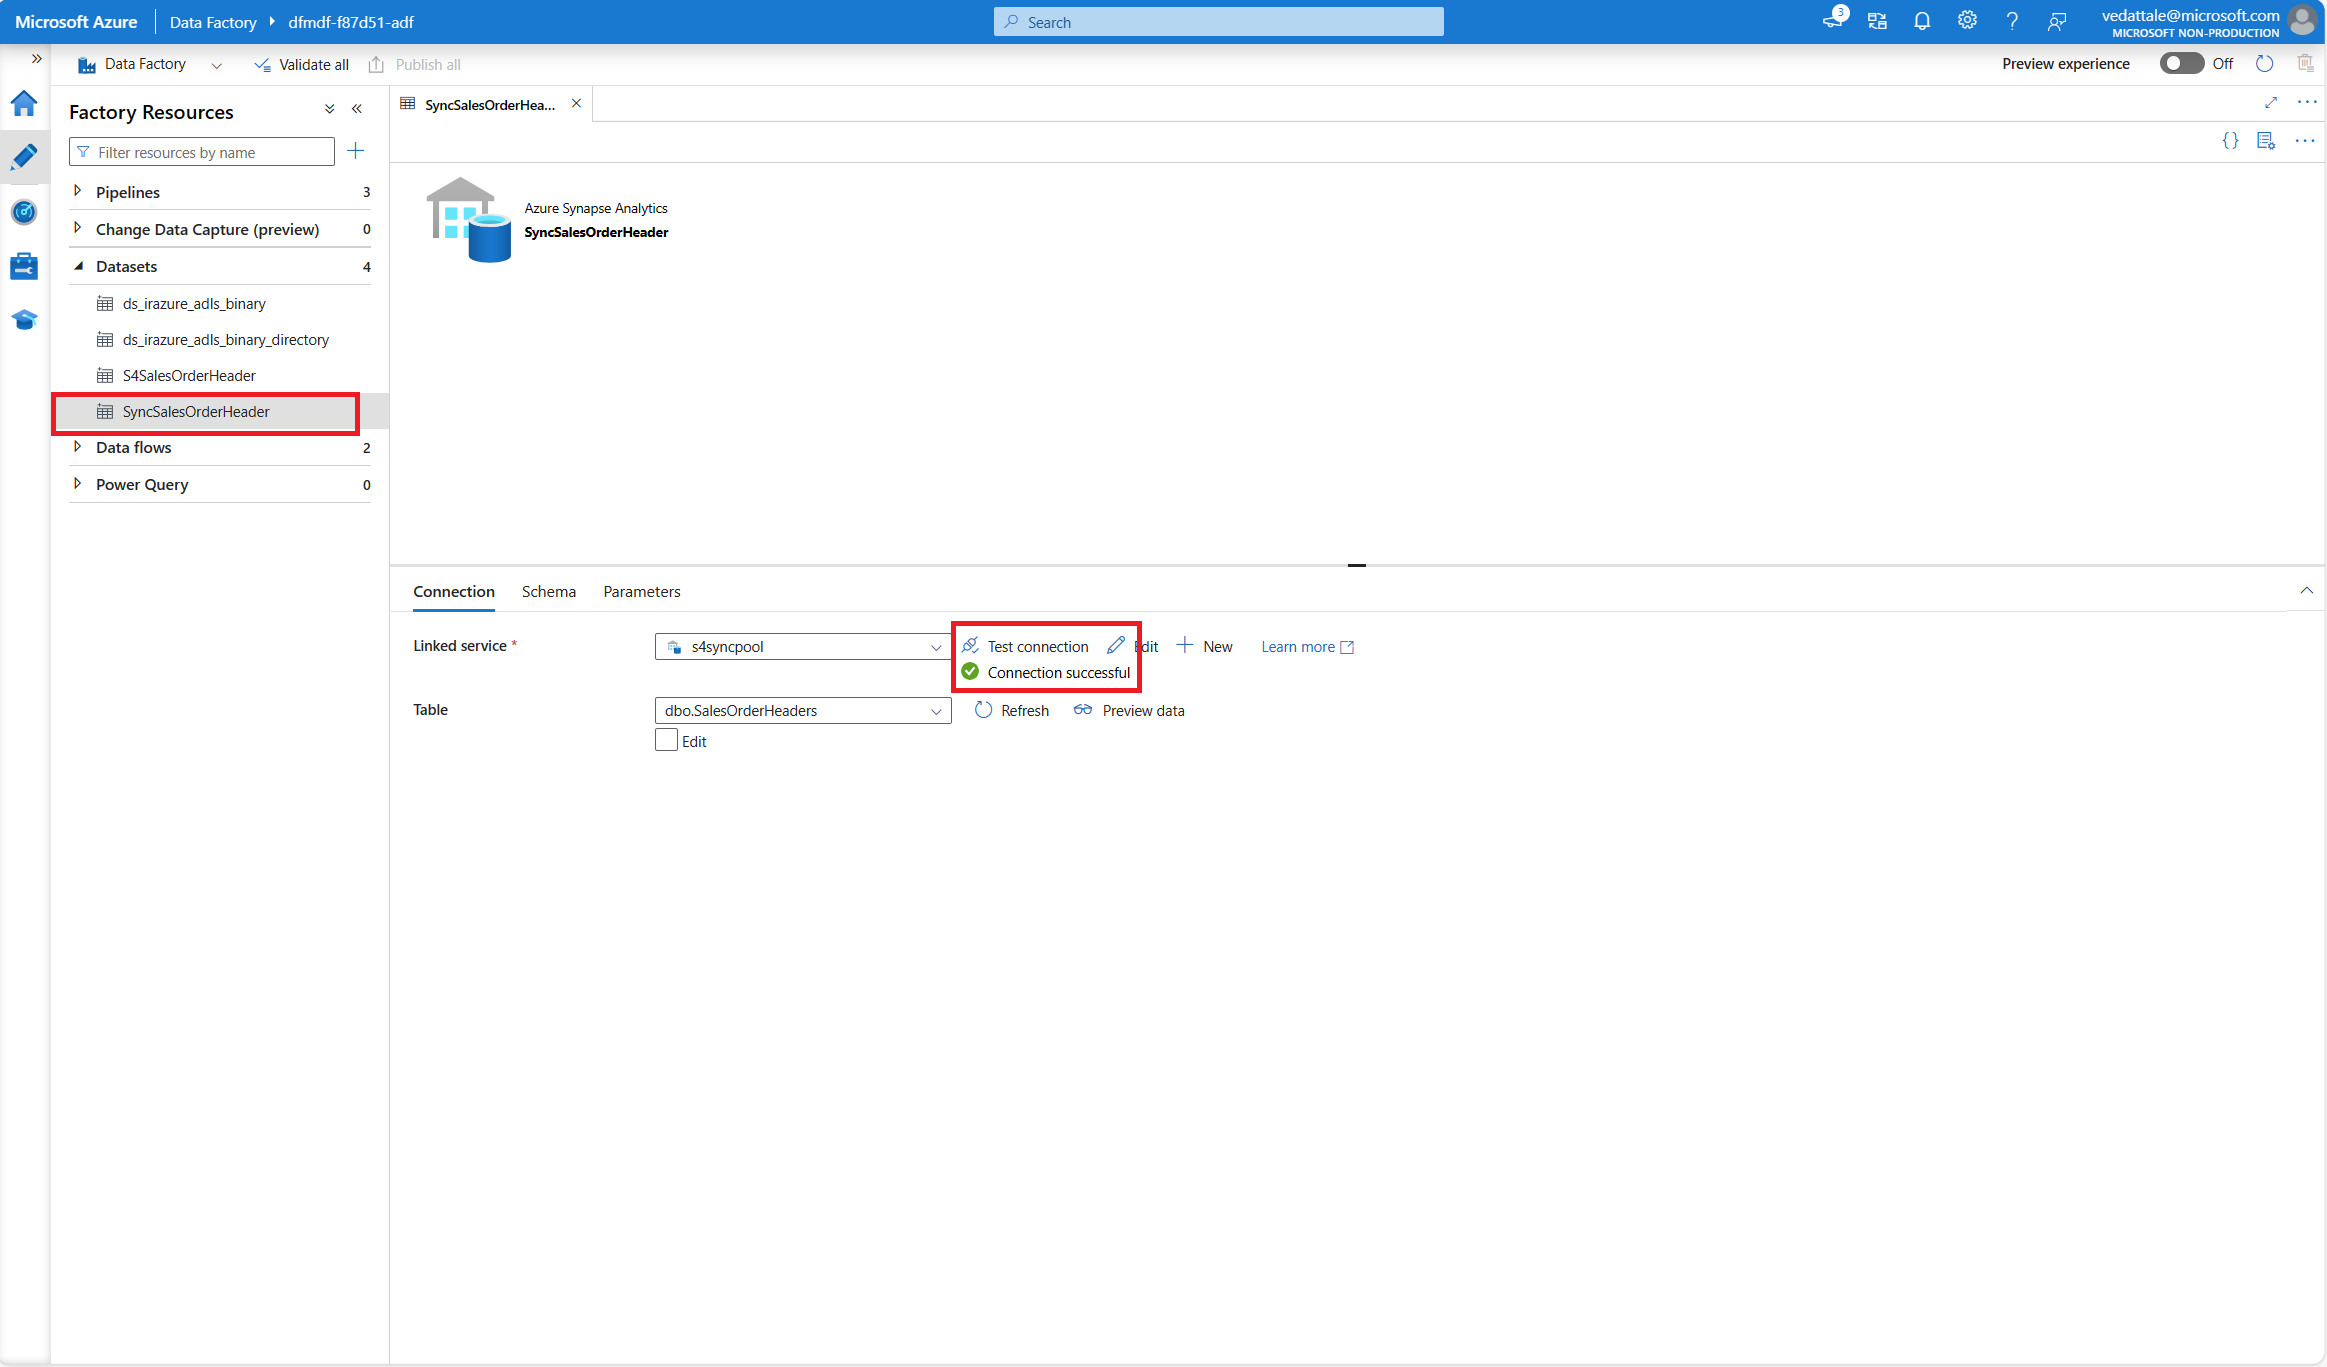 Microsoft Azure
Data Factory
dfmdf-f87d51-adf
Search
3
vedattale@microsoft.com
MICROSOFT NON-PRODUCTION
Data Factory
Validate all
Publish all
Preview experience
Off
Factory Resources
Filter resources by name
Pipelines 3
Change Data Capture (preview) 0
Datasets 4
ds_irazure_adls_binary
ds_irazure_adls_binary_directory
S4SalesOrderHeader
SyncSalesOrderHeader
Data flows 2
Power Query 0
SyncSalesOrderHea...
Azure Synapse Analytics
SyncSalesOrderHeader
Connection Schema Parameters
Linked service * s4syncpool Test connection Edit New Learn more
Connection successful
Table dbo.SalesOrderHeaders Refresh Preview data
Edit